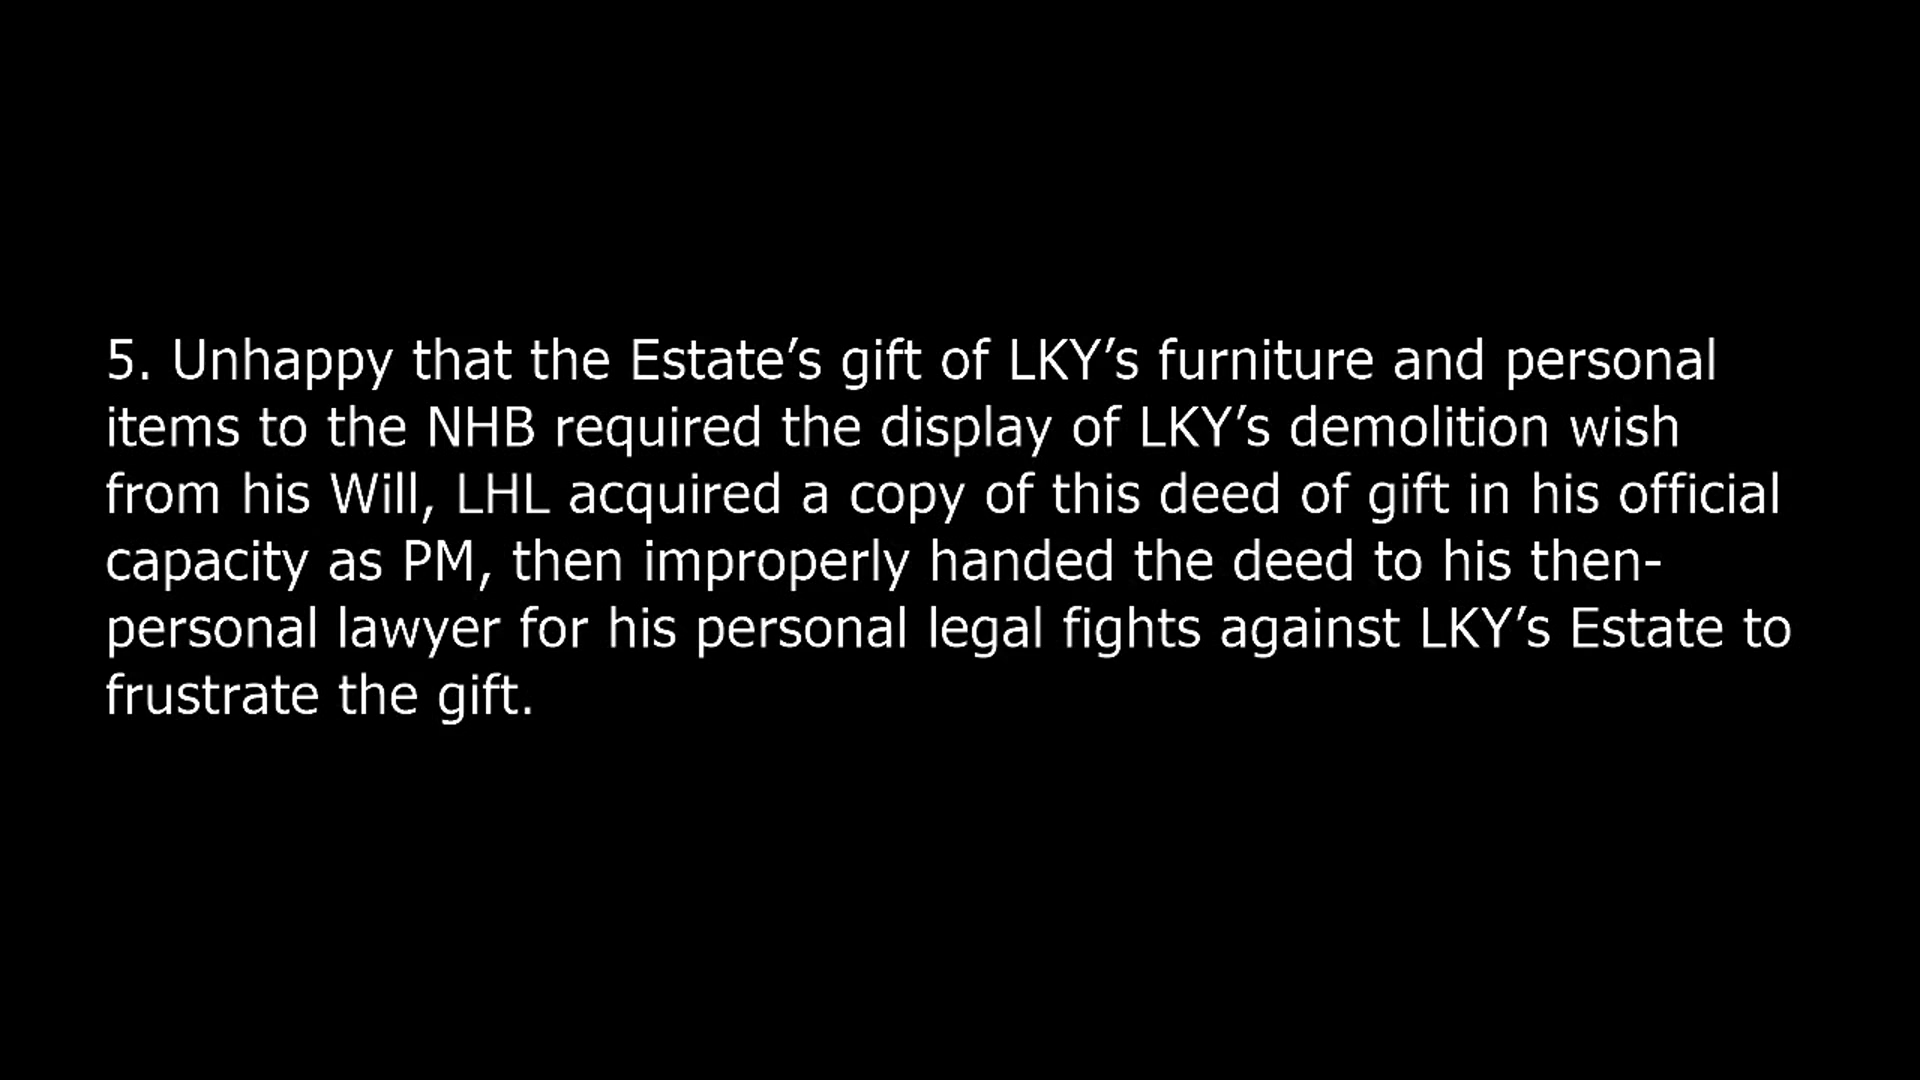 5. Unhappy that the Estate’s gift of LKY’s furniture and personal
items to the NHB required the display of LKY’s demolition wish
from his Will, LHL acquired a copy of this deed of gift in his official
capacity as PM, then improperly handed the deed to his then-
personal lawyer for his personal legal fights against LKY’s Estate to
frustrate the gift.